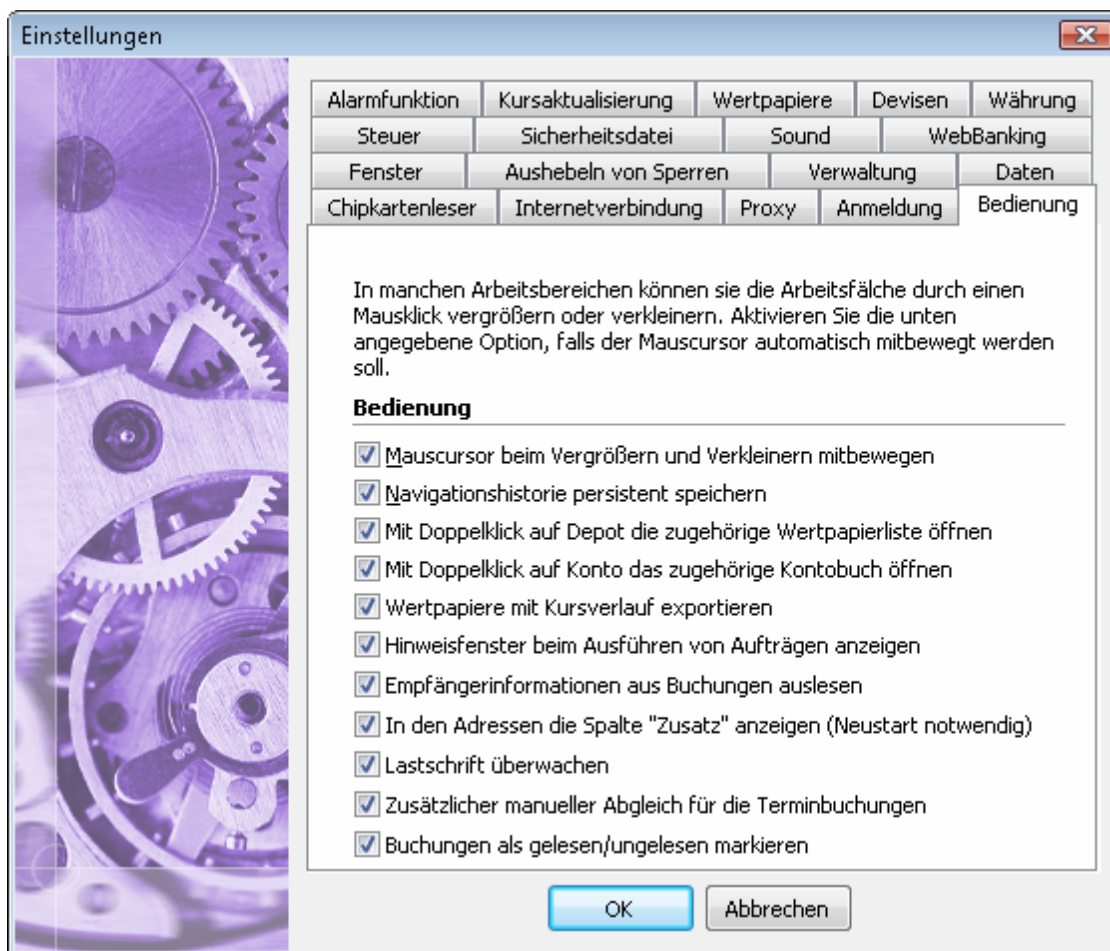 Einstellungen
Alarmfunktion Kursaktualisierung Wertpapiere Devisen Währung
Steuer Sicherheitsdatei Sound WebBanking
Fenster Aushebeln von Sperren Verwaltung Daten
Chipkartenleser Internetverbindung Proxy Anmeldung Bedienung
In manchen Arbeitsbereichen können sie die Arbeitsfälche durch einen
Mausklick vergrößern oder verkleinern. Aktivieren Sie die unten
angegebene Option, falls der Mauscursor automatisch mitbewegt werden
soll.
Bedienung
Mauscursor beim Vergrößern und Verkleinern mitbewegen
Navigationshistorie persistent speichern
Mit Doppelklick auf Depot die zugehörige Wertpapierliste öffnen
Mit Doppelklick auf Konto das zugehörige Kontobuch öffnen
Wertpapiere mit Kursverlauf exportieren
Hinweisfenster beim Ausführen von Aufträgen anzeigen
Empfängerinformationen aus Buchungen auslesen
In den Adressen die Spalte "Zusatz" anzeigen (Neustart notwendig)
Lastschrift überwachen
Zusätzlicher manueller Abgleich für die Terminbuchungen
Buchungen als gelesen/ungelesen markieren
OK Abbrechen